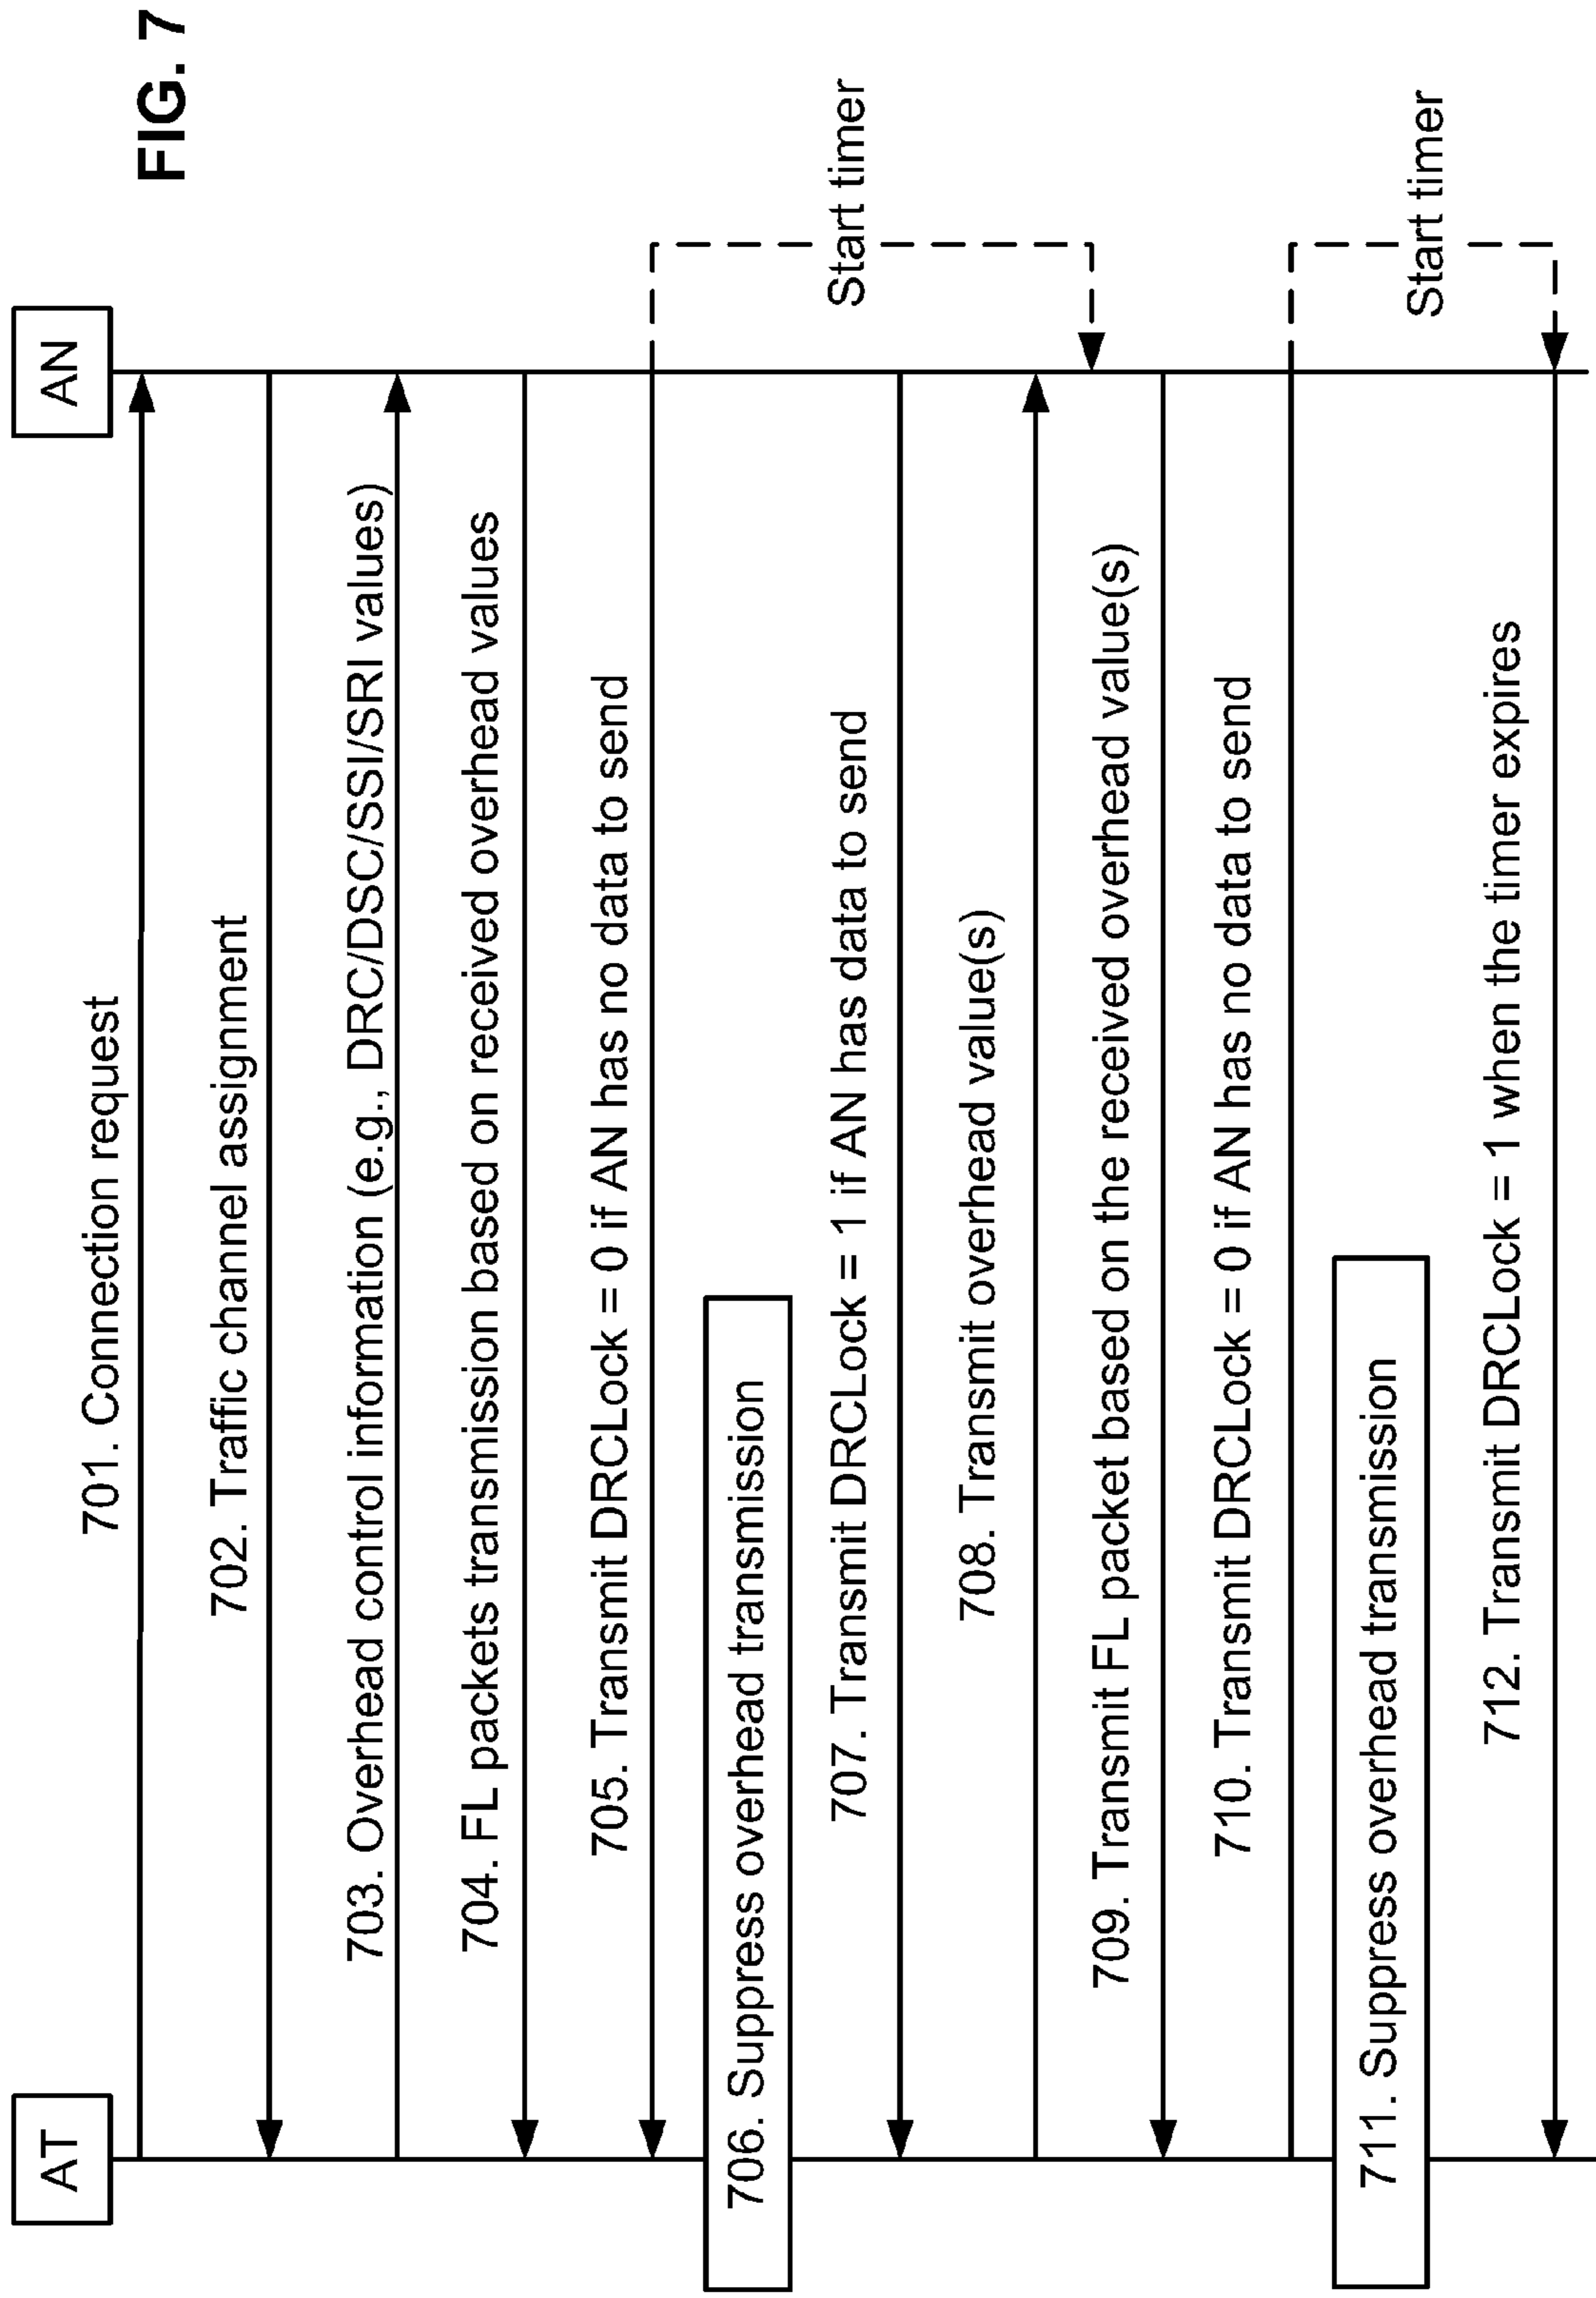 FIG. 7
AT
AN
701. Connection request
702. Traffic channel assignment
703. Overhead control information (e.g., DRC/DSC/SSI/SRI values)
704. FL packets transmission based on received overhead values
705. Transmit DRCLock = 0 if AN has no data to send
706. Suppress overhead transmission
Start timer
707. Transmit DRCLock = 1 if AN has data to send
708. Transmit overhead value(s)
709. Transmit FL packet based on the received overhead value(s)
710. Transmit DRCLock = 0 if AN has no data to send
711. Suppress overhead transmission
Start timer
712. Transmit DRCLock = 1 when the timer expires